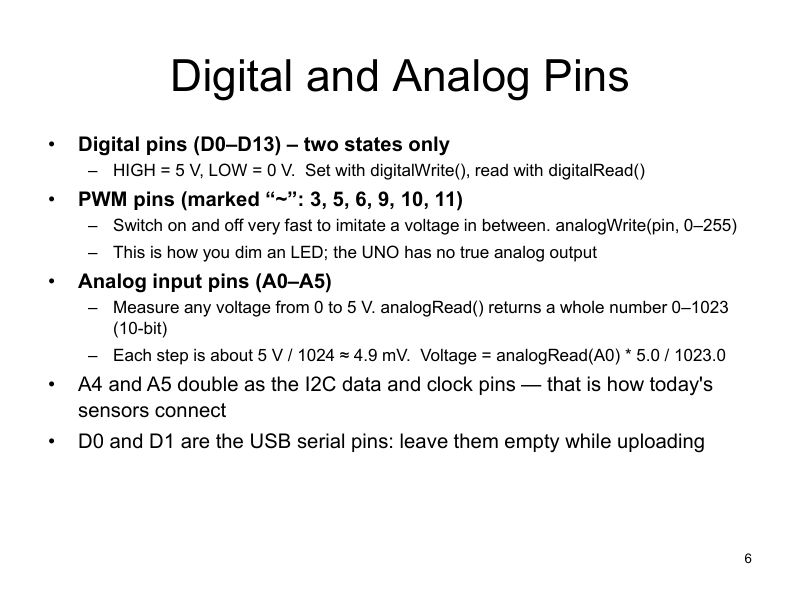 Digital and Analog Pins
• Digital pins (D0–D13) – two states only
– HIGH = 5 V, LOW = 0 V.  Set with digitalWrite(), read with digitalRead()
• PWM pins (marked “~”: 3, 5, 6, 9, 10, 11)
– Switch on and off very fast to imitate a voltage in between. analogWrite(pin, 0–255)
– This is how you dim an LED; the UNO has no true analog output
• Analog input pins (A0–A5)
– Measure any voltage from 0 to 5 V. analogRead() returns a whole number 0–1023
(10-bit)
– Each step is about 5 V / 1024 ≈ 4.9 mV.  Voltage = analogRead(A0) * 5.0 / 1023.0
• A4 and A5 double as the I2C data and clock pins — that is how today's
sensors connect
• D0 and D1 are the USB serial pins: leave them empty while uploading
6